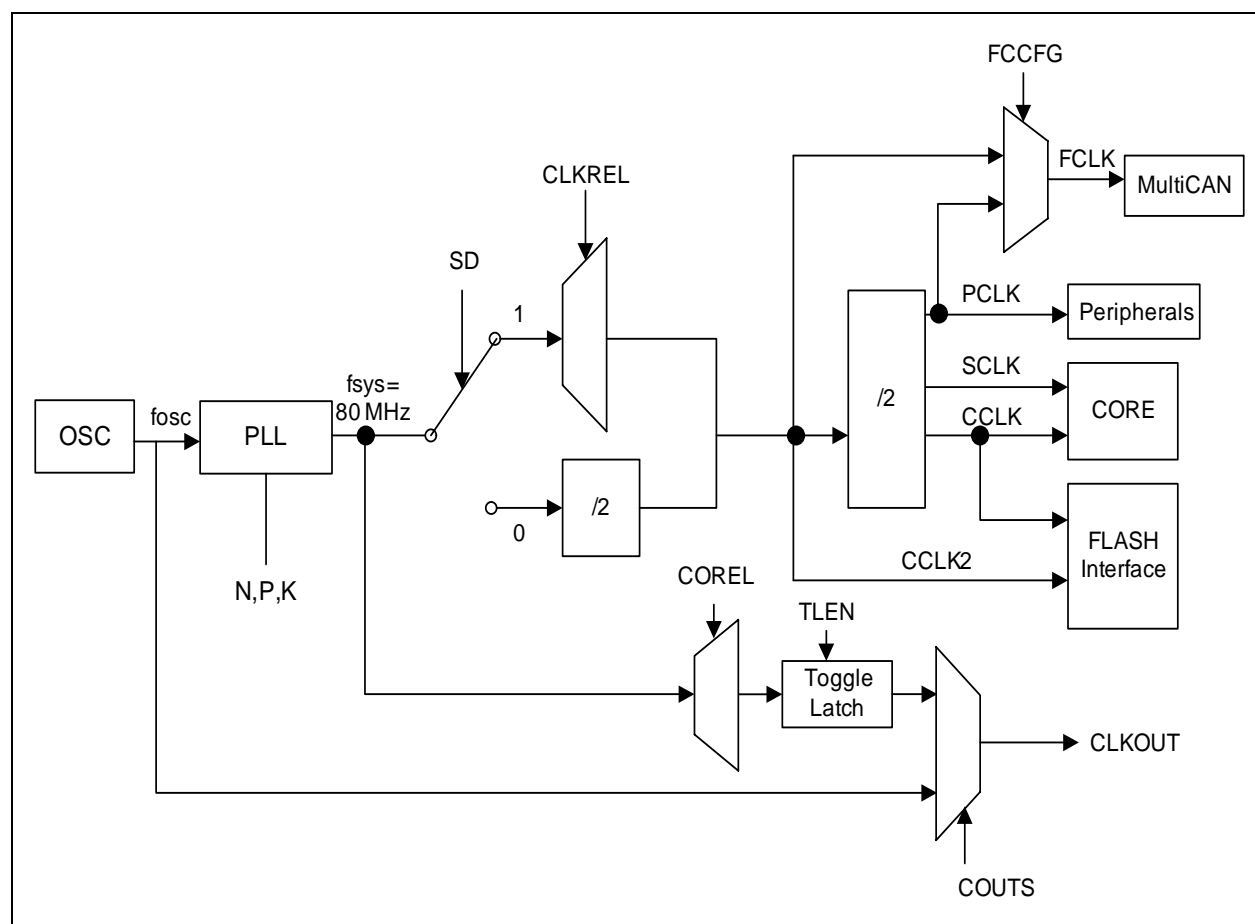 FCCFG
FCLK
MultiCAN
CLKREL
SD
1
PCLK
Peripherals
fsys=
80 MHz
/2
SCLK
CORE
CCLK
OSC
fosc
PLL
0
/2
FLASH
Interface
CCLK2
N,P,K
COREL
TLEN
Toggle
Latch
CLKOUT
COUTS